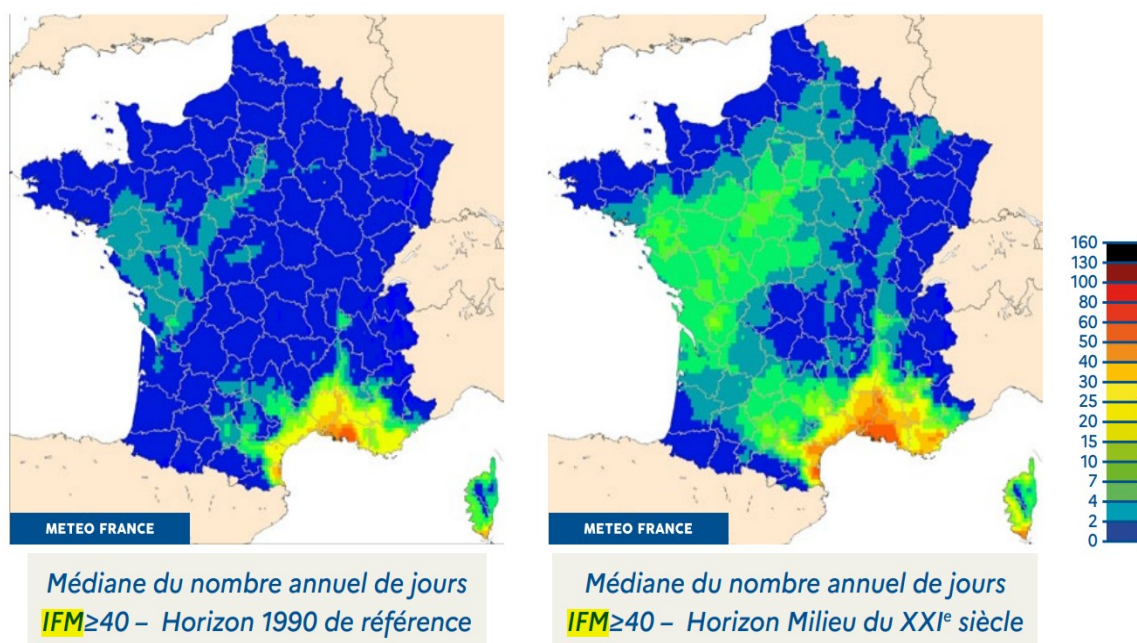 METEO FRANCE
Médiane du nombre annuel de jours
IFM≥40 – Horizon 1990 de référence
METEO FRANCE
Médiane du nombre annuel de jours
IFM≥40 – Horizon Milieu du XXIe siècle
160
130
100
80
60
50
40
30
25
20
15
10
7
4
2
0